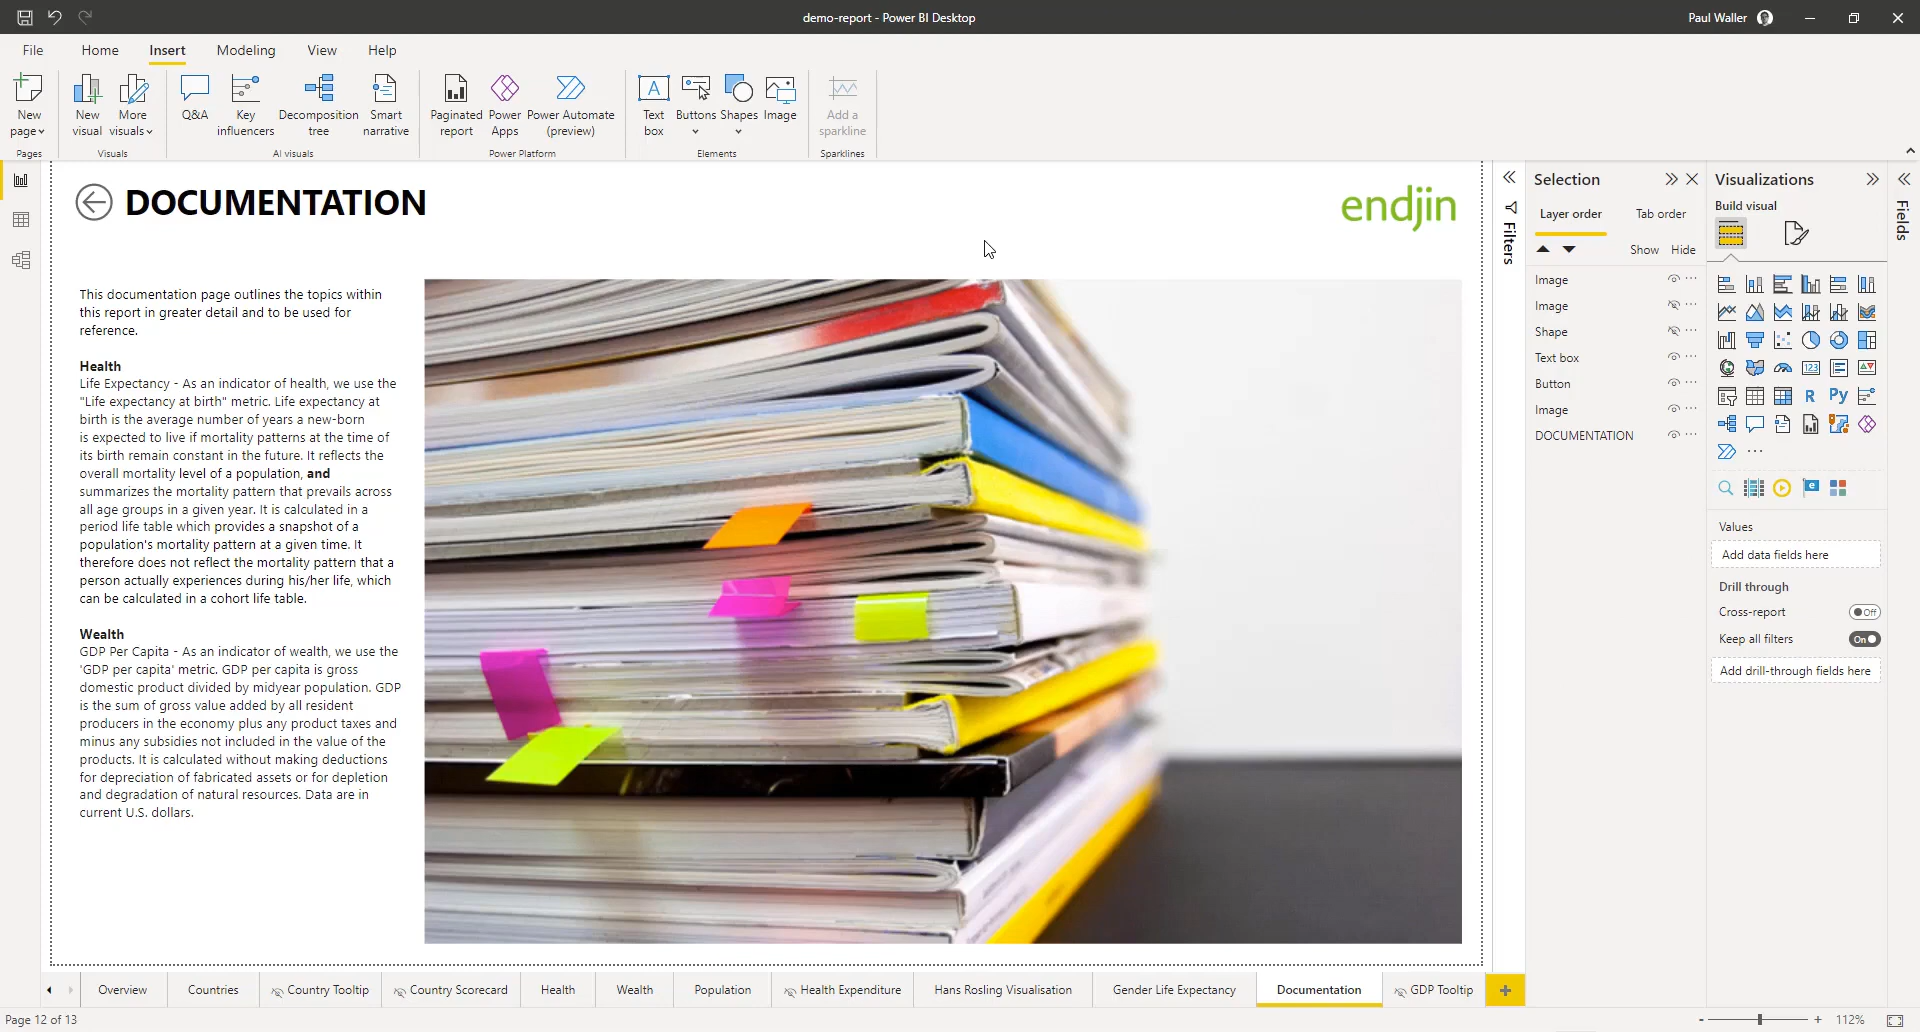 demo-report - Power BI Desktop
Paul Waller
File
Home
Insert
Modeling
View
Help
New page
New visual
More visuals
Q&A
Key influencers
Decomposition tree
Smart narrative
Paginated report
Power Apps
Power Automate (preview)
Text box
Buttons
Shapes
Image
Add a sparkline
Pages
Visuals
AI visuals
Power Platform
Elements
Sparklines
DOCUMENTATION
endjin
This documentation page outlines the topics within
this report in greater detail and to be used for
reference.
Health
Life Expectancy - As an indicator of health, we use the
"Life expectancy at birth" metric. Life expectancy at
birth is the average number of years a new-born
is expected to live if mortality patterns at the time of
its birth remain constant in the future. It reflects the
overall mortality level of a population, and
summarizes the mortality pattern that prevails across
all age groups in a given year. It is calculated in a
period life table which provides a snapshot of a
population's mortality pattern at a given time. It
therefore does not reflect the mortality pattern that a
person actually experiences during his/her life, which
can be calculated in a cohort life table.
Wealth
GDP Per Capita - As an indicator of wealth, we use the
'GDP per capita' metric. GDP per capita is gross
domestic product divided by midyear population. GDP
is the sum of gross value added by all resident
producers in the economy plus any product taxes and
minus any subsidies not included in the value of the
products. It is calculated without making deductions
for depreciation of fabricated assets or for depletion
and degradation of natural resources. Data are in
current U.S. dollars.
Filters
Selection
Layer order
Tab order
Show
Hide
Image
Image
Shape
Text box
Button
Image
DOCUMENTATION
Visualizations
Build visual
123
R
Py
Values
Add data fields here
Drill through
Cross-report
Off
Keep all filters
On
Add drill-through fields here
Fields
Overview
Countries
Country Tooltip
Country Scorecard
Health
Wealth
Population
Health Expenditure
Hans Rosling Visualisation
Gender Life Expectancy
Documentation
GDP Tooltip
+
Page 12 of 13
- + 112%